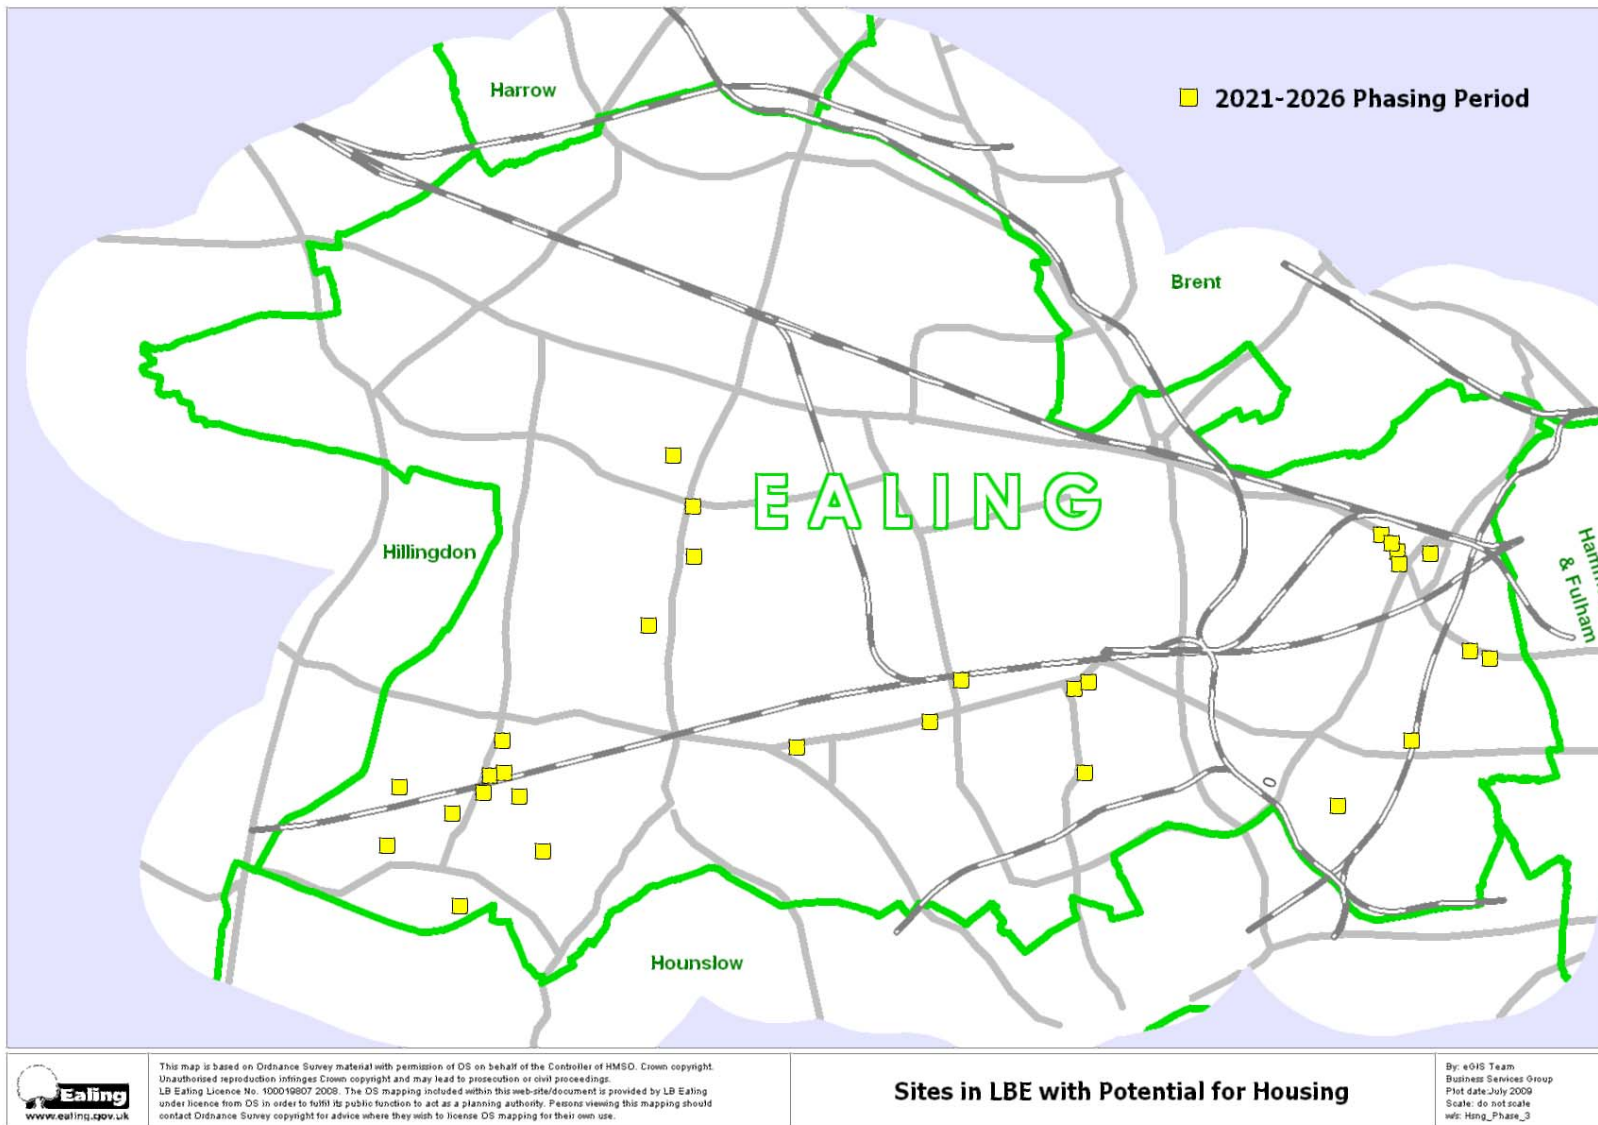 Harrow
2021-2026 Phasing Period
Brent
EALING
Hillingdon
& Fulham
Hounslow
Ealing
www.ealing.gov.uk
This map is based on Ordnance Survey material with permission of OS on behalf of the Controller of HMSO. Crown copyright.
Unauthorised reproduction infringes Crown copyright and may lead to prosecution or civil proceedings.
LB Ealing Licence No. 100019807 2008. The OS mapping included within this web-site/document is provided by LB Ealing
under licence from OS in order to fulfil its public function to act as a planning authority. Persons viewing this mapping should
contact Ordnance Survey copyright for advice where they wish to license OS mapping for their own use.
Sites in LBE with Potential for Housing
By: eGIS Team
Business Services Group
Plot date:July 2009
Scale: do not scale
w/s: Hsng_Phase_3